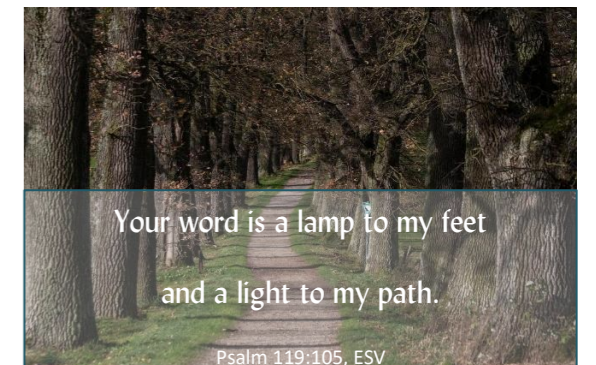 Your word is a lamp to my feet
and a light to my path.
Psalm 119:105, ESV